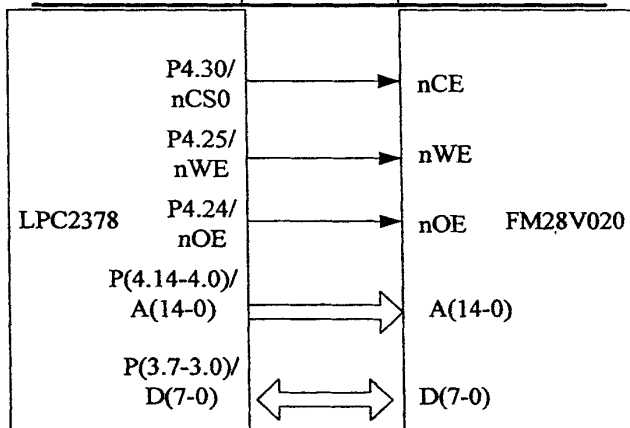 P4.30/
nCS0
nCE
P4.25/
nWE
nWE
LPC2378
P4.24/
nOE
nOE
FM28V020
P(4.14-4.0)/
A(14-0)
A(14-0)
P(3.7-3.0)/
D(7-0)
D(7-0)